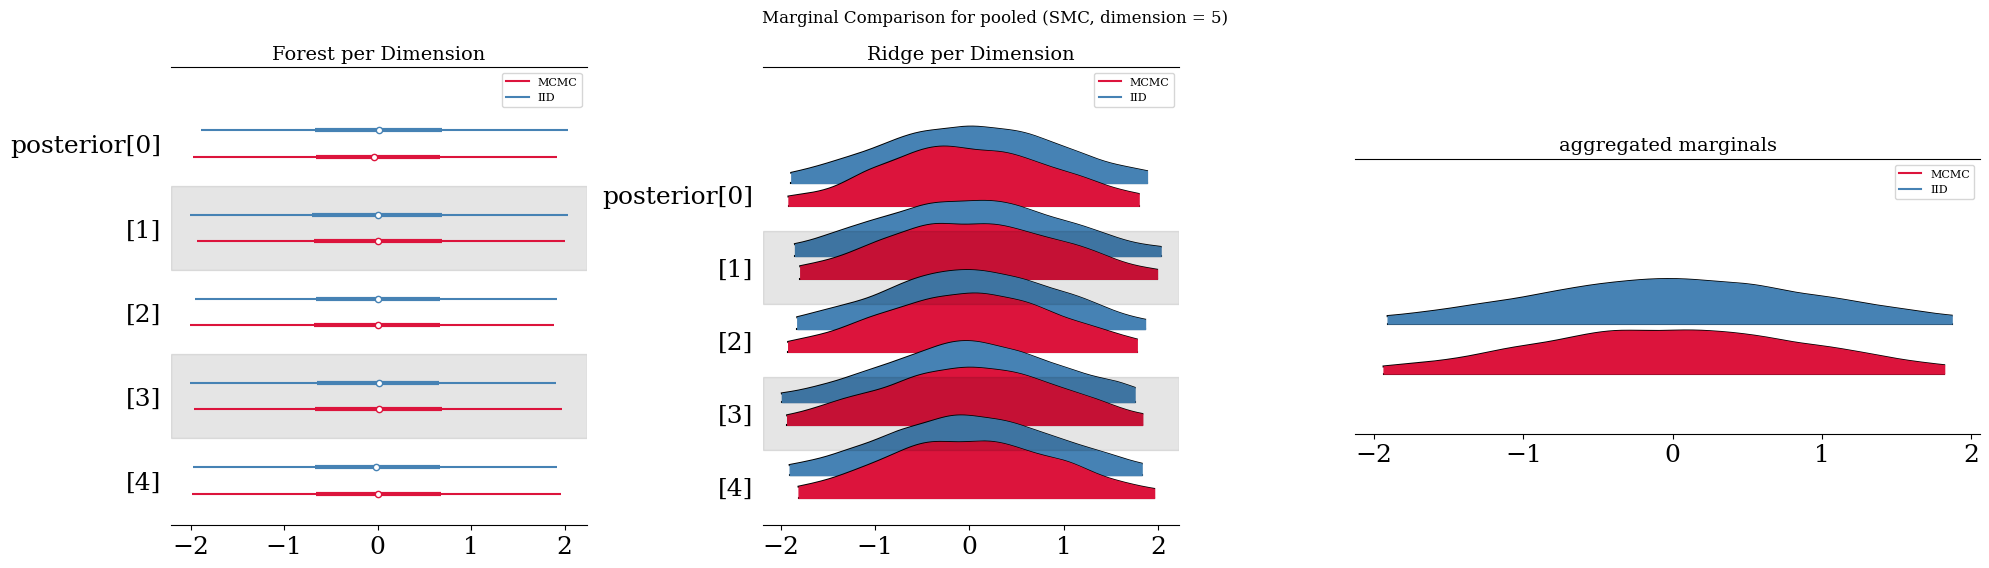 Marginal Comparison for pooled (SMC, dimension = 5)
Forest per Dimension
MCMC
IID
posterior[0]
[1]
[2]
[3]
[4]
−2 −1 0 1 2
Ridge per Dimension
MCMC
IID
posterior[0]
[1]
[2]
[3]
[4]
−2 −1 0 1 2
aggregated marginals
MCMC
IID
−2 −1 0 1 2